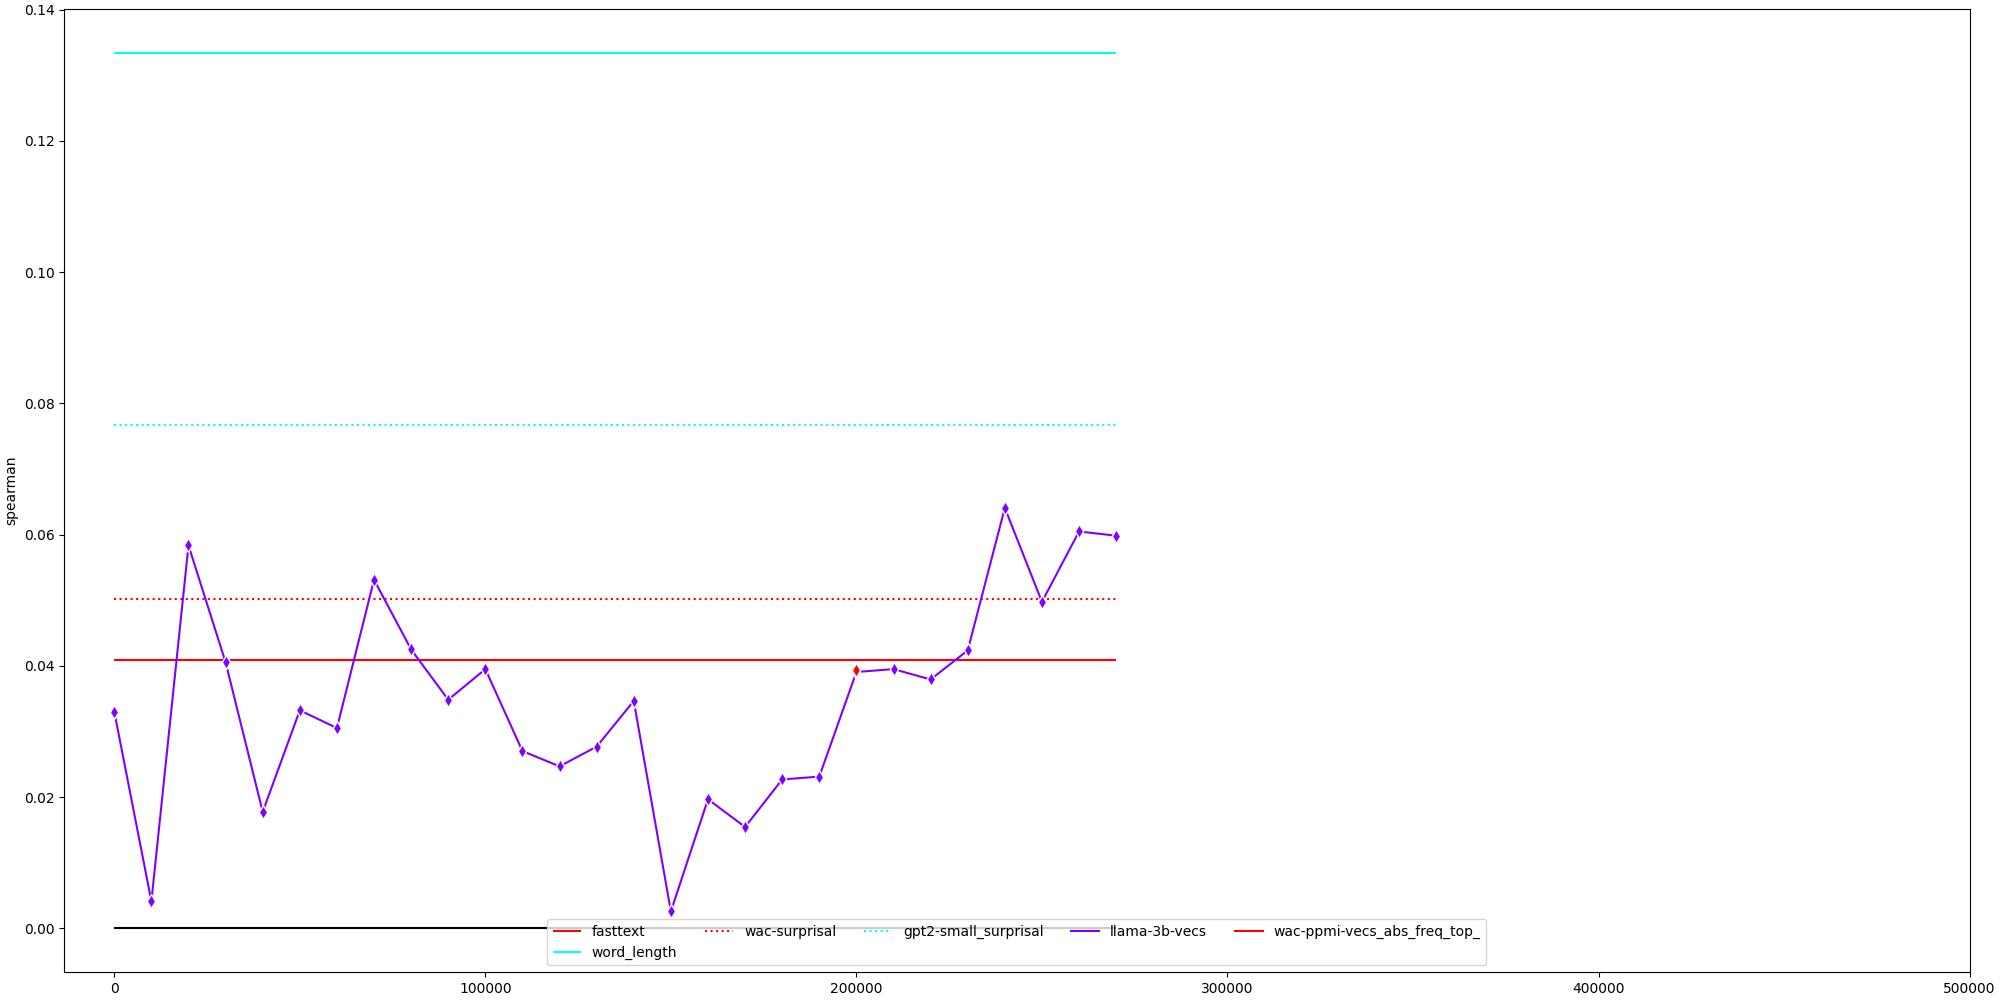 0.14
0.12
0.10
0.08
0.06
0.04
0.02
0.00
spearman
fasttext wac-surprisal gpt2-small_surprisal llama-3b-vecs wac-ppmi-vecs_abs_freq_top_
word_length
0 100000 200000 300000 400000 500000